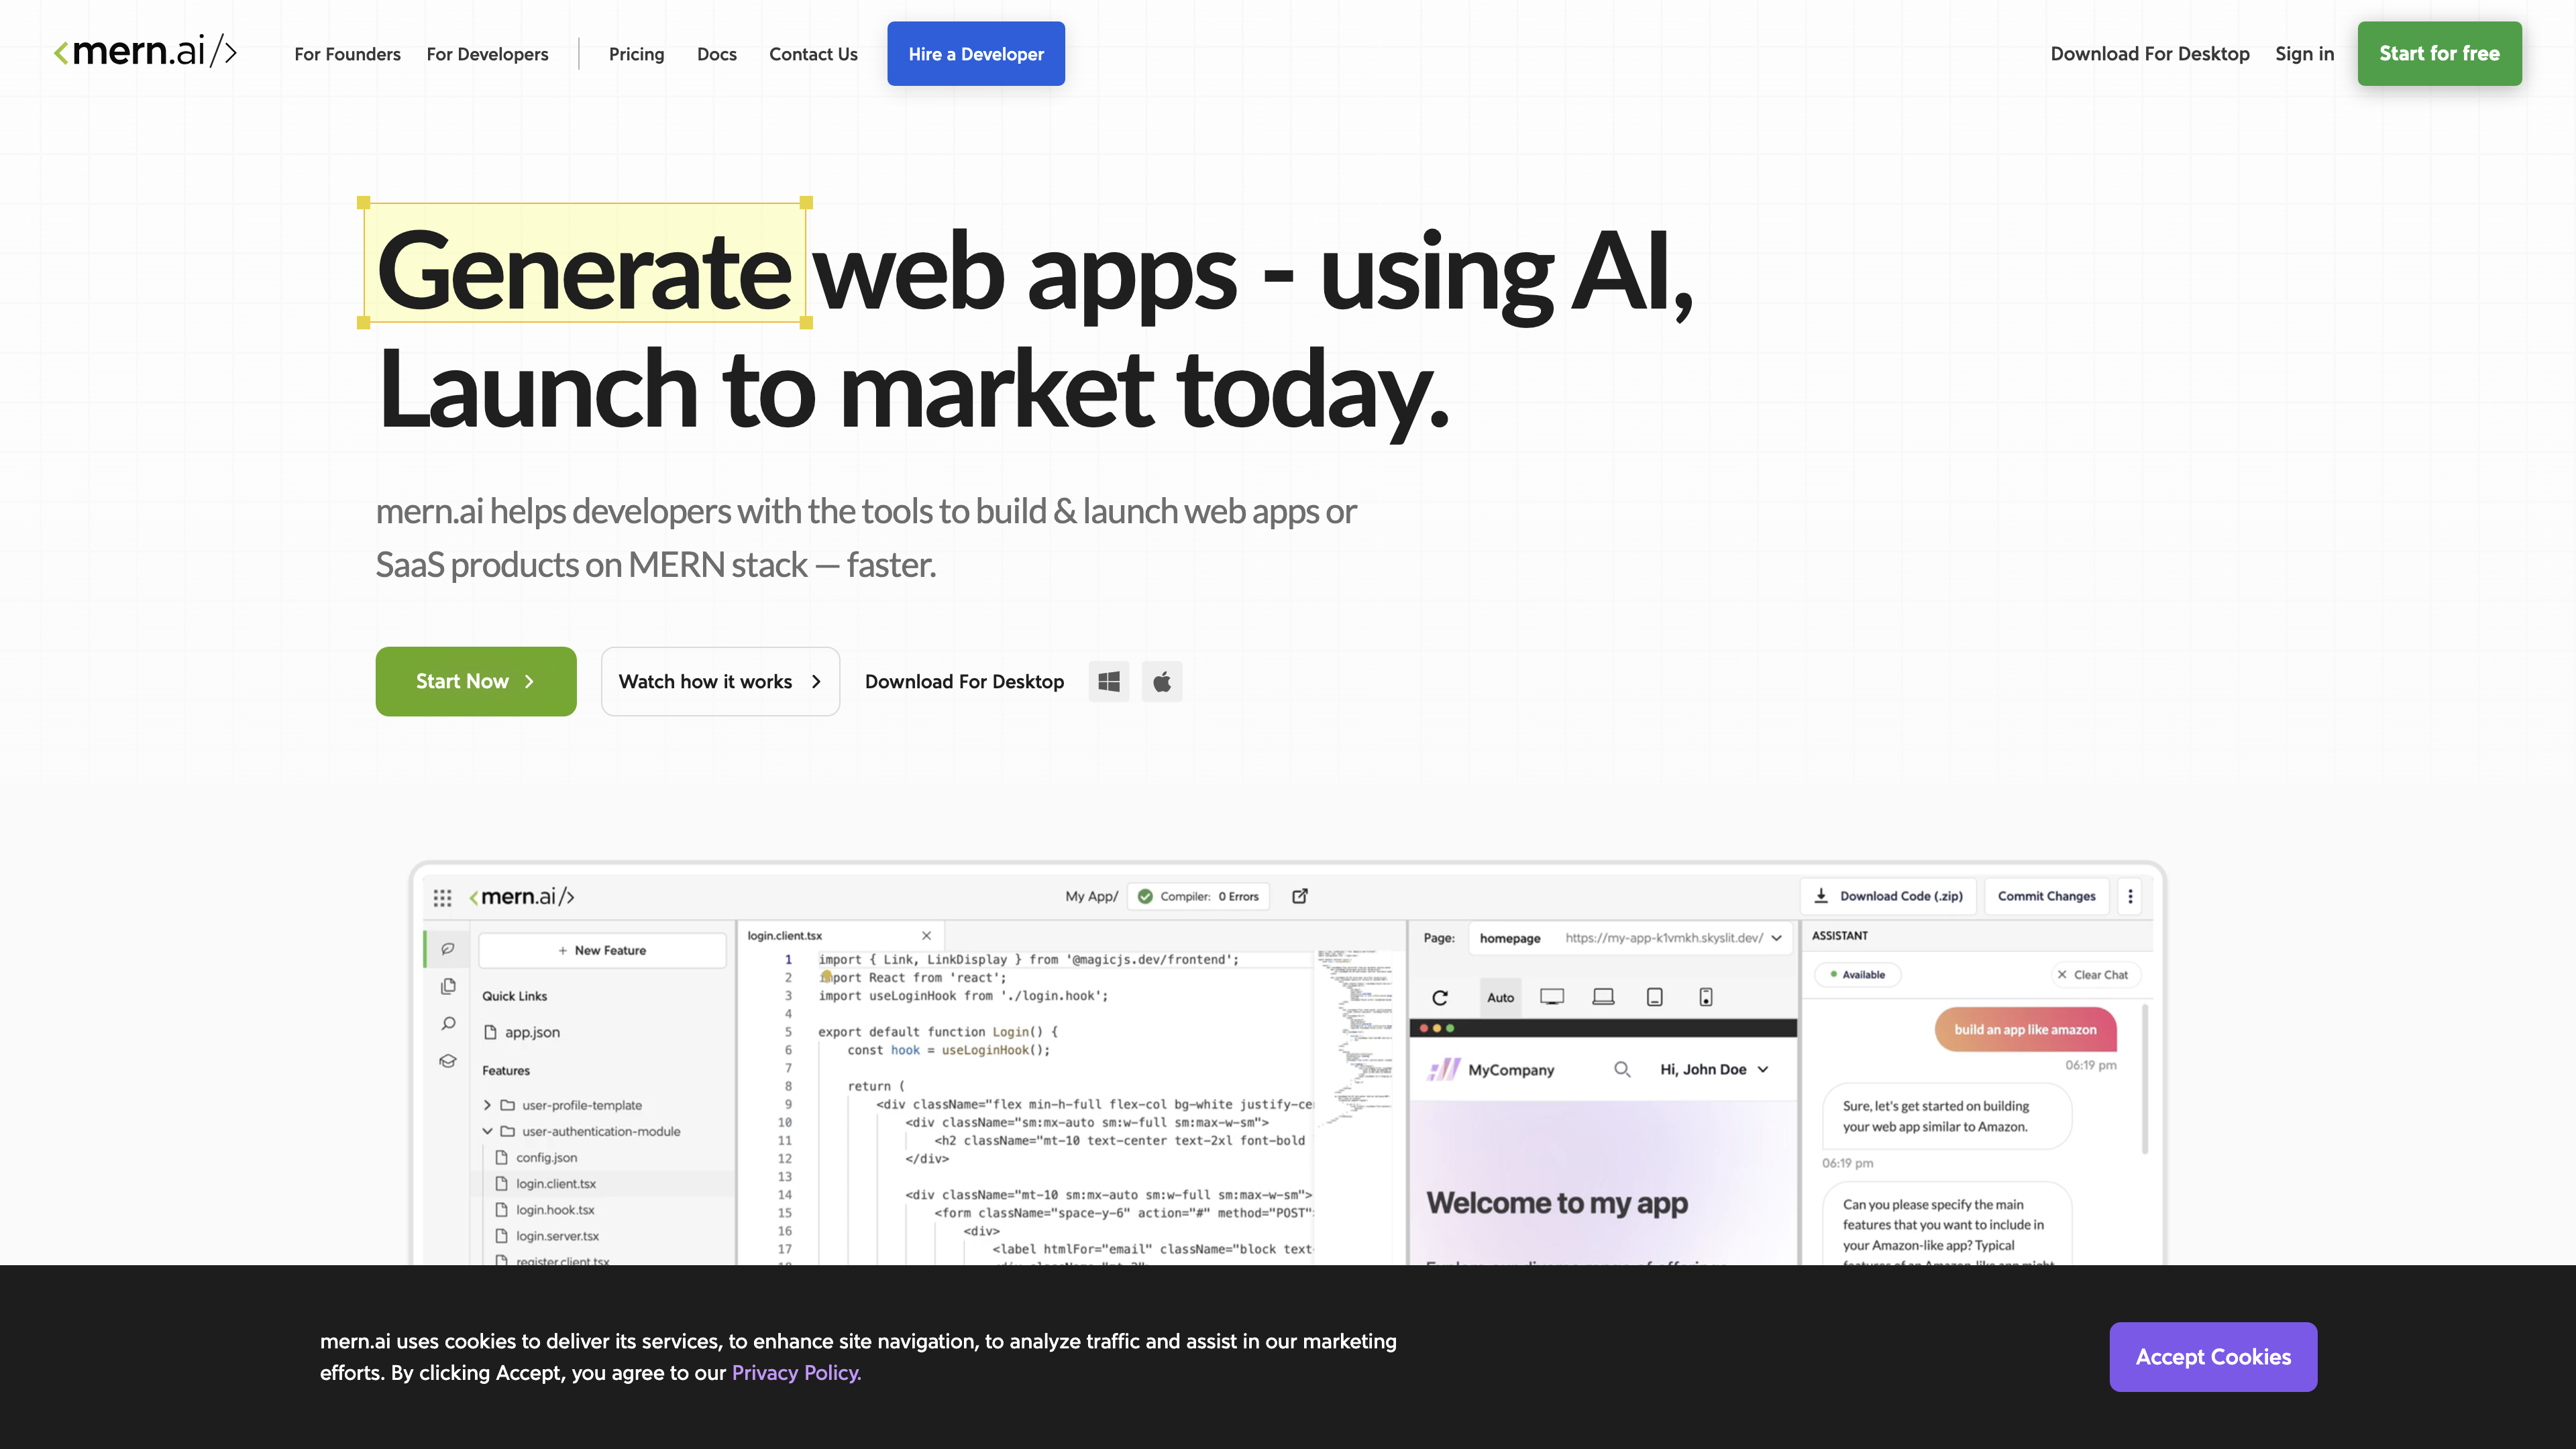 <mern.ai/>
For Founders
For Developers
Pricing
Docs
Contact Us
Hire a Developer
Download For Desktop
Sign in
Start for free
Generate web apps - using AI,
Launch to market today.
mern.ai helps developers with the tools to build & launch web apps or
SaaS products on MERN stack — faster.
Start Now
Watch how it works
Download For Desktop
<mern.ai/>
My App/
Compiler: 0 Errors
Download Code (.zip)
Commit Changes
+ New Feature
Quick Links
app.json
Features
user-profile-template
user-authentication-module
config.json
login.client.tsx
login.hook.tsx
login.server.tsx
register.client.tsx
login.client.tsx
1 import { Link, LinkDisplay } from '@magicjs.dev/frontend';
2 import React from 'react';
3 import useLoginHook from './login.hook';
4
5 export default function Login() {
6 const hook = useLoginHook();
7
8 return (
9 <div className="flex min-h-full flex-col bg-white justify-ce
10 <div className="sm:mx-auto sm:w-full sm:max-w-sm">
11 <h2 className="mt-10 text-center text-2xl font-bold
12 </div>
13
14 <div className="mt-10 sm:mx-auto sm:w-full sm:max-w-sm">
15 <form className="space-y-6" action="#" method="POST"
16 <div>
17 <label htmlFor="email" className="block text-
Page:
homepage
https://my-app-k1vmkh.skyslit.dev/
Auto
MyCompany
Hi, John Doe
Welcome to my app
ASSISTANT
Available
Clear Chat
build an app like amazon
06:19 pm
Sure, let's get started on building
your web app similar to Amazon.
06:19 pm
Can you please specify the main
features that you want to include in
your Amazon-like app? Typical
mern.ai uses cookies to deliver its services, to enhance site navigation, to analyze traffic and assist in our marketing
efforts. By clicking Accept, you agree to our Privacy Policy.
Accept Cookies